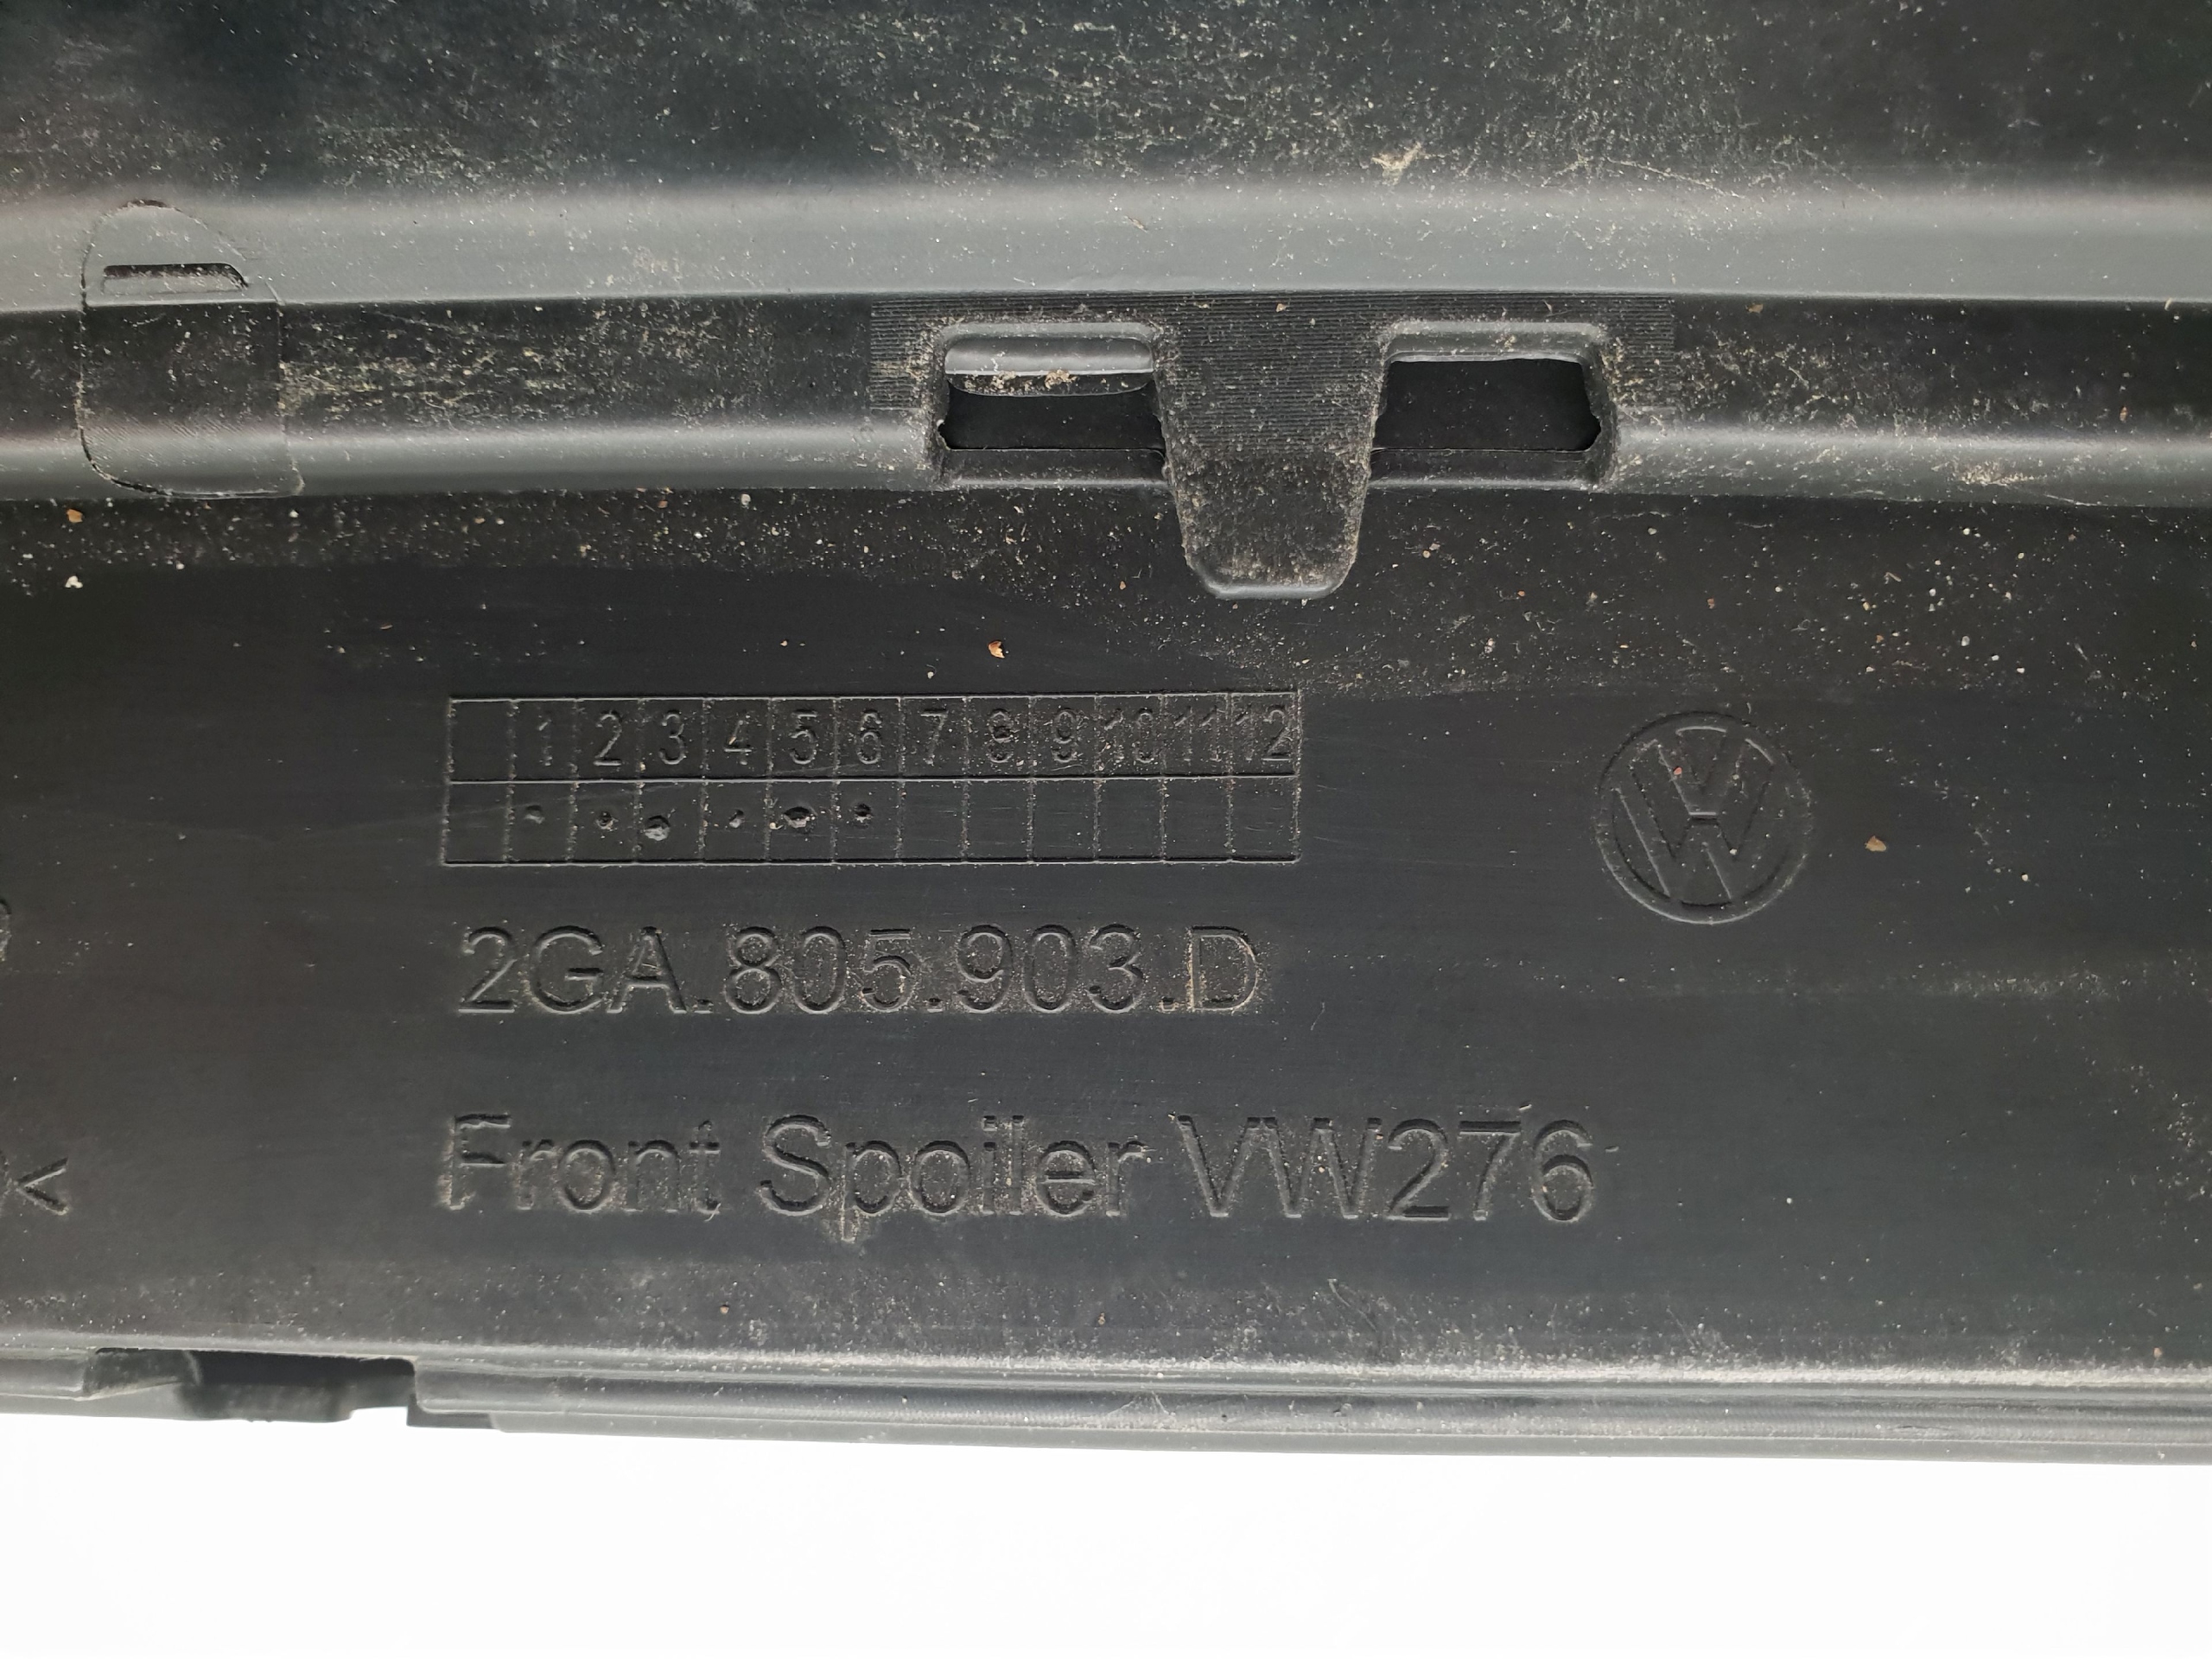 1 2 3 4 5 6 7 8 9 10 11 12
2GA.805.903.D
Front Spoiler VW276
<